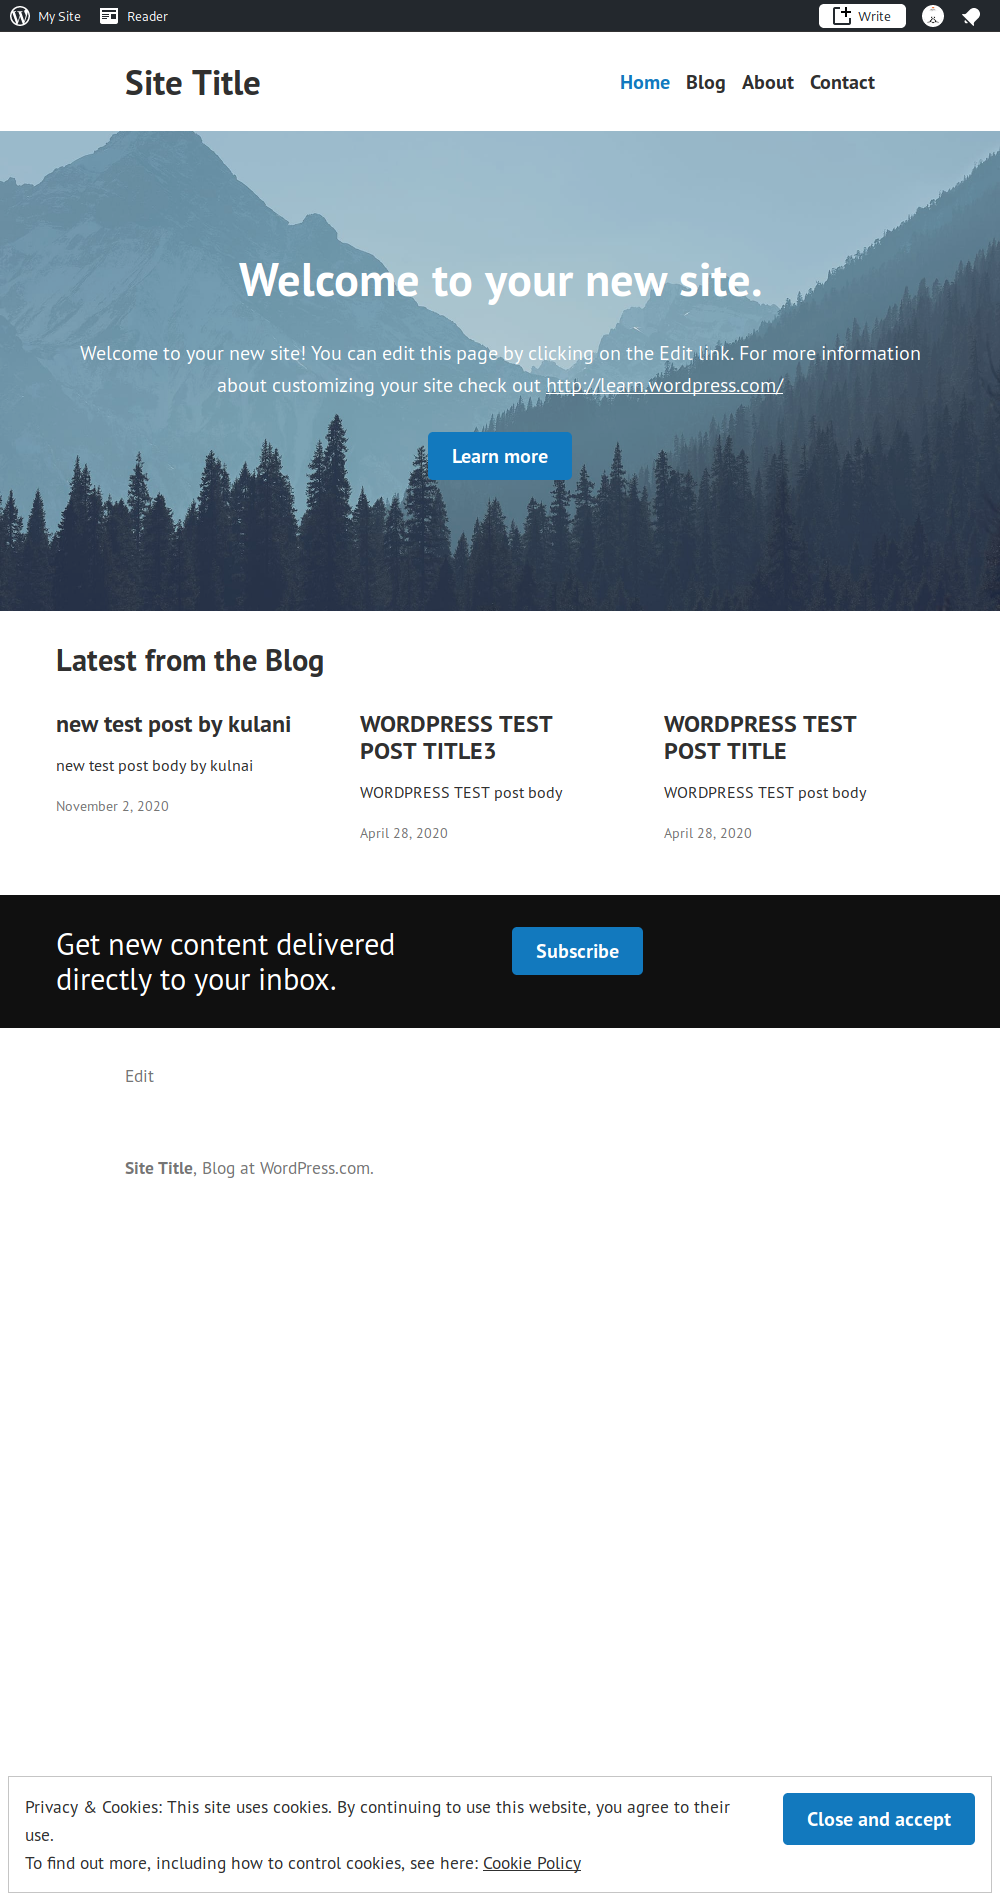 My Site Reader Write
Site Title
Home Blog About Contact
Welcome to your new site.
Welcome to your new site! You can edit this page by clicking on the Edit link. For more information
about customizing your site check out http://learn.wordpress.com/
Learn more
Latest from the Blog
new test post by kulani
new test post body by kulnai
November 2, 2020
WORDPRESS TEST
POST TITLE3
WORDPRESS TEST post body
April 28, 2020
WORDPRESS TEST
POST TITLE
WORDPRESS TEST post body
April 28, 2020
Get new content delivered
directly to your inbox.
Subscribe
Edit
Site Title, Blog at WordPress.com.
Privacy & Cookies: This site uses cookies. By continuing to use this website, you agree to their
use.
To find out more, including how to control cookies, see here: Cookie Policy
Close and accept